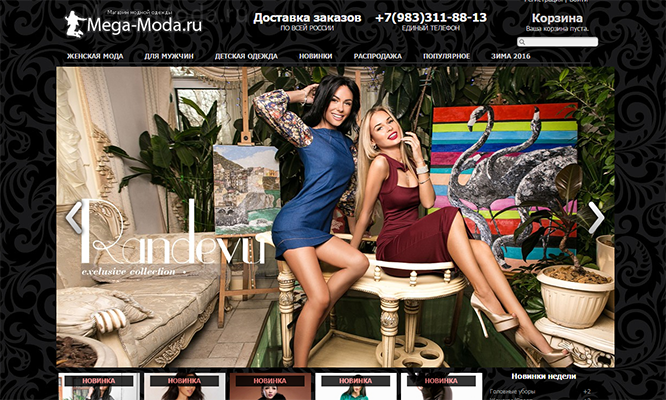 Регистрация | Войти
Магазин модной одежды
Mega-Moda.ru
Доставка заказов
ПО ВСЕЙ РОССИИ
+7(983)311-88-13
ЕДИНЫЙ ТЕЛЕФОН
Корзина
Ваша корзина пуста.
ЖЕНСКАЯ МОДА ДЛЯ МУЖЧИН ДЕТСКАЯ ОДЕЖДА НОВИНКИ РАСПРОДАЖА ПОПУЛЯРНОЕ ЗИМА 2016
Randevu
exclusive collection
НОВИНКА НОВИНКА НОВИНКА НОВИНКА НОВИНКА
Новинки недели
Головные уборы +2